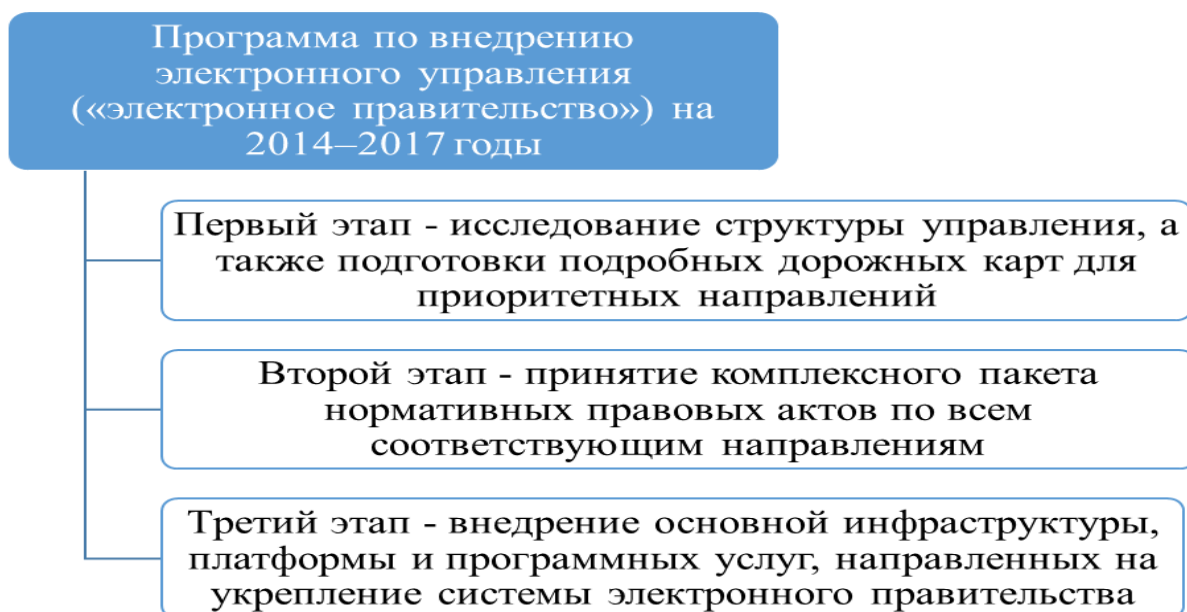 Программа по внедрению
электронного управления
(«электронное правительство») на
2014–2017 годы
Первый этап - исследование структуры управления, а
также подготовки подробных дорожных карт для
приоритетных направлений
Второй этап - принятие комплексного пакета
нормативных правовых актов по всем
соответствующим направлениям
Третий этап - внедрение основной инфраструктуры,
платформы и программных услуг, направленных на
укрепление системы электронного правительства